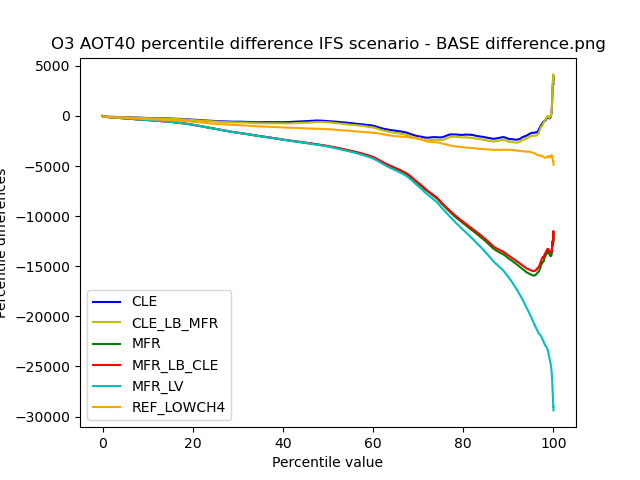 O3 AOT40 percentile difference IFS scenario - BASE difference.png
Percentile differences
5000
0
−5000
−10000
−15000
−20000
−25000
−30000
CLE
CLE_LB_MFR
MFR
MFR_LB_CLE
MFR_LV
REF_LOWCH4
0 20 40 60 80 100
Percentile value